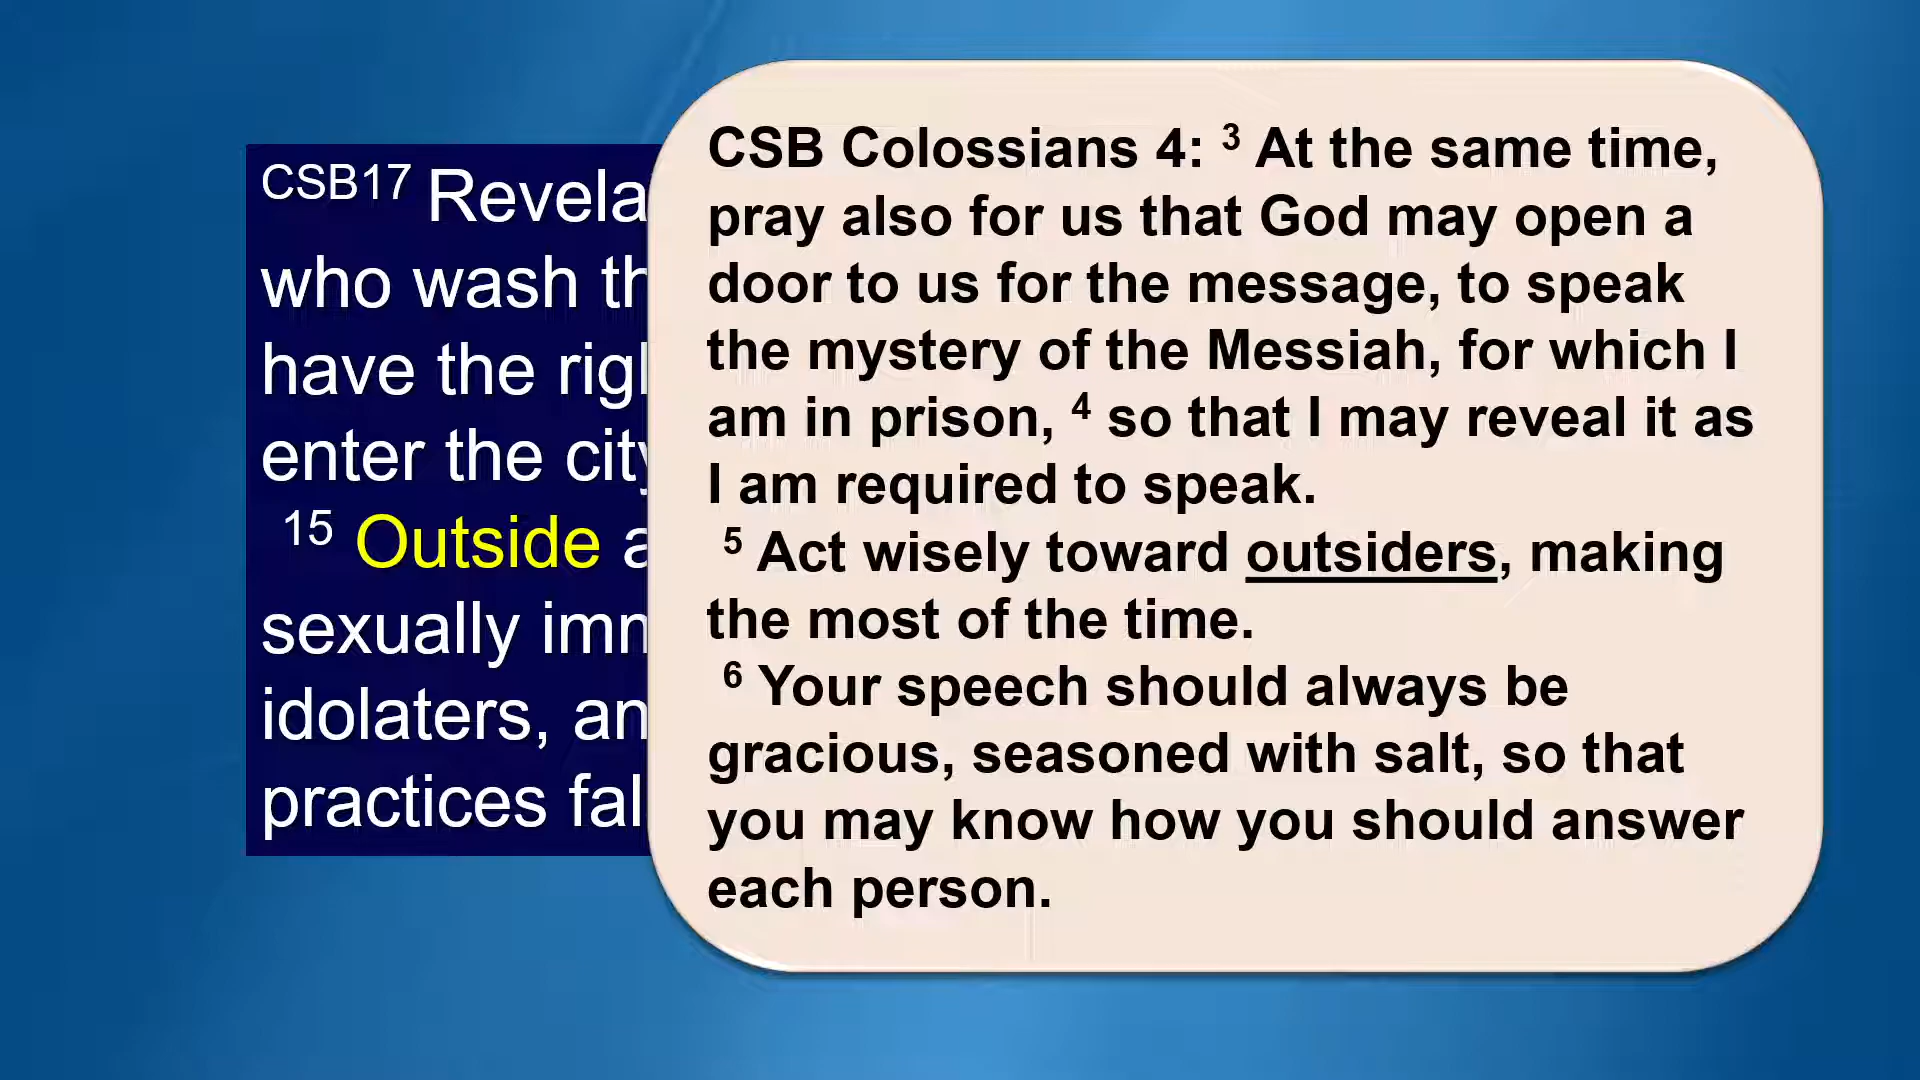 CSB17 Revela
who wash th
have the righ
enter the city
15 Outside a
sexually imm
idolaters, an
practices fal
CSB Colossians 4: 3 At the same time,
pray also for us that God may open a
door to us for the message, to speak
the mystery of the Messiah, for which I
am in prison, 4 so that I may reveal it as
I am required to speak.
5 Act wisely toward outsiders, making
the most of the time.
6 Your speech should always be
gracious, seasoned with salt, so that
you may know how you should answer
each person.